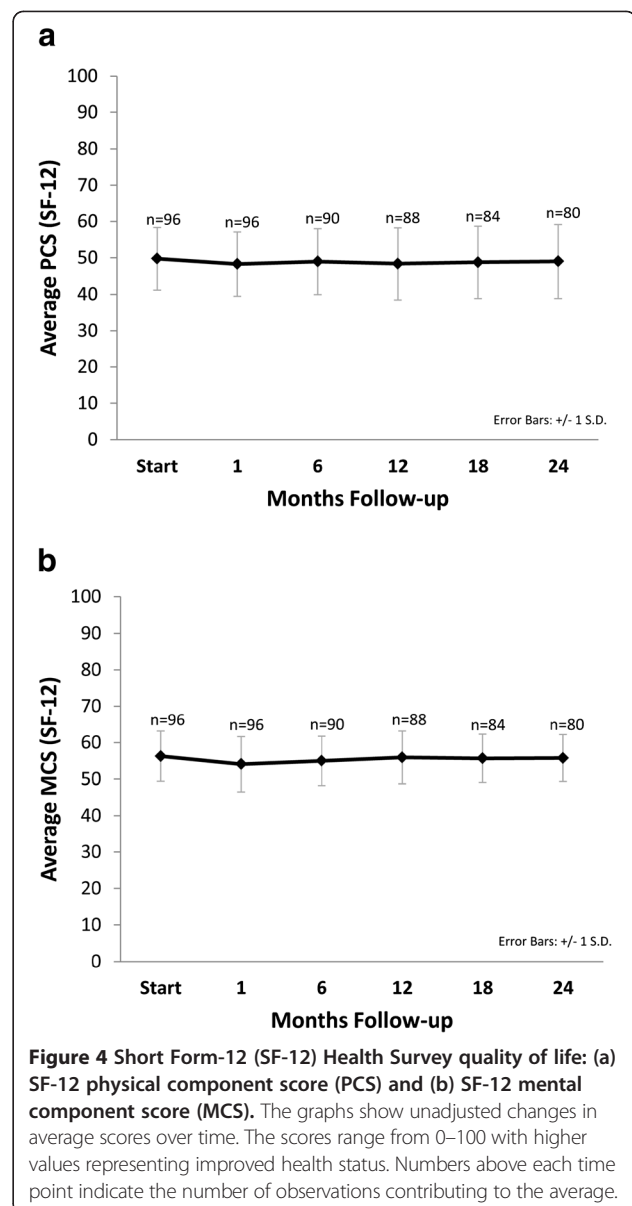 a
100
90
80
70
60
50
40
30
20
10
0
Average PCS (SF-12)
n=96 n=96 n=90 n=88 n=84 n=80
Error Bars: +/- 1 S.D.
Start 1 6 12 18 24
Months Follow-up
b
100
90
80
70
60
50
40
30
20
10
0
Average MCS (SF-12)
n=96 n=96 n=90 n=88 n=84 n=80
Error Bars: +/- 1 S.D.
Start 1 6 12 18 24
Months Follow-up
Figure 4 Short Form-12 (SF-12) Health Survey quality of life: (a)
SF-12 physical component score (PCS) and (b) SF-12 mental
component score (MCS). The graphs show unadjusted changes in
average scores over time. The scores range from 0–100 with higher
values representing improved health status. Numbers above each time
point indicate the number of observations contributing to the average.